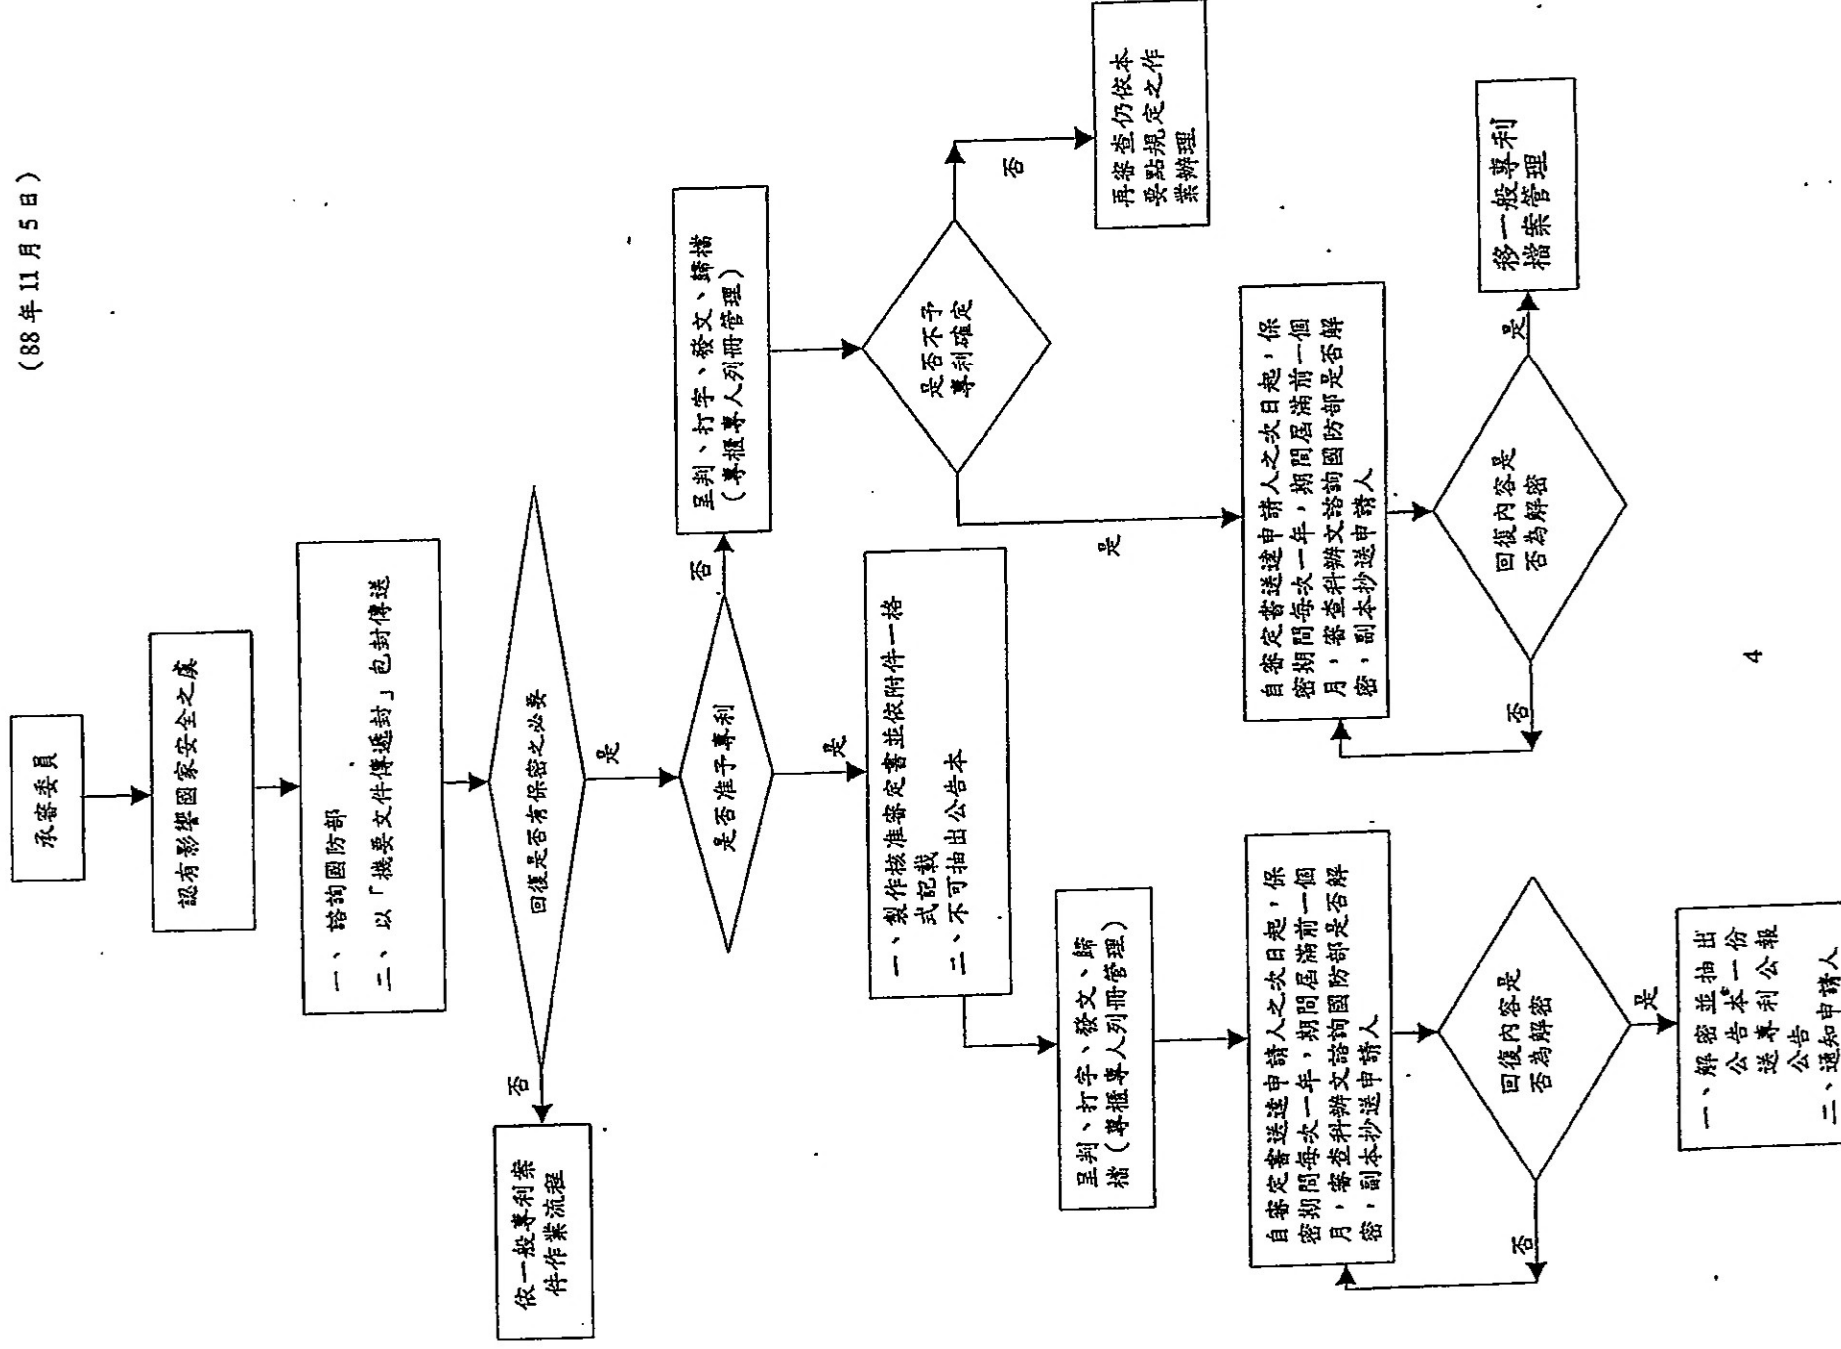 (88年11月5日)
承審委員
認有影響國家安全之虞
一、諮詢國防部
二、以「機要文件傳遞封」包封傳送
回復是否有保密之必要
否
是
依一般專利案
件作業流程
是否准予專利
否
是
呈判、打字、發文、歸檔
(專櫃專人列冊管理)
一、製作核准審定書並依附件一格
式記載
二、不可抽出公告本
是否不予
專利確定
否
是
再審查仍依本
要點規定之作
業辦理
呈判、打字、發文、歸
檔(專櫃專人列冊管理)
自審定書送達申請人之次日起,保
密期間每次一年,期間屆滿前一個
月,審查科辦文諮詢國防部是否解
密,副本抄送申請人
自審定書送達申請人之次日起,保
密期間每次一年,期間屆滿前一個
月,審查科辦文諮詢國防部是否解
密,副本抄送申請人
回復內容是
否為解密
否
是
回復內容是
否為解密
否
是
移一般專利
檔案管理
一、解密並抽出
公告本一份
送專利公報
公告
二、通知申請人
4